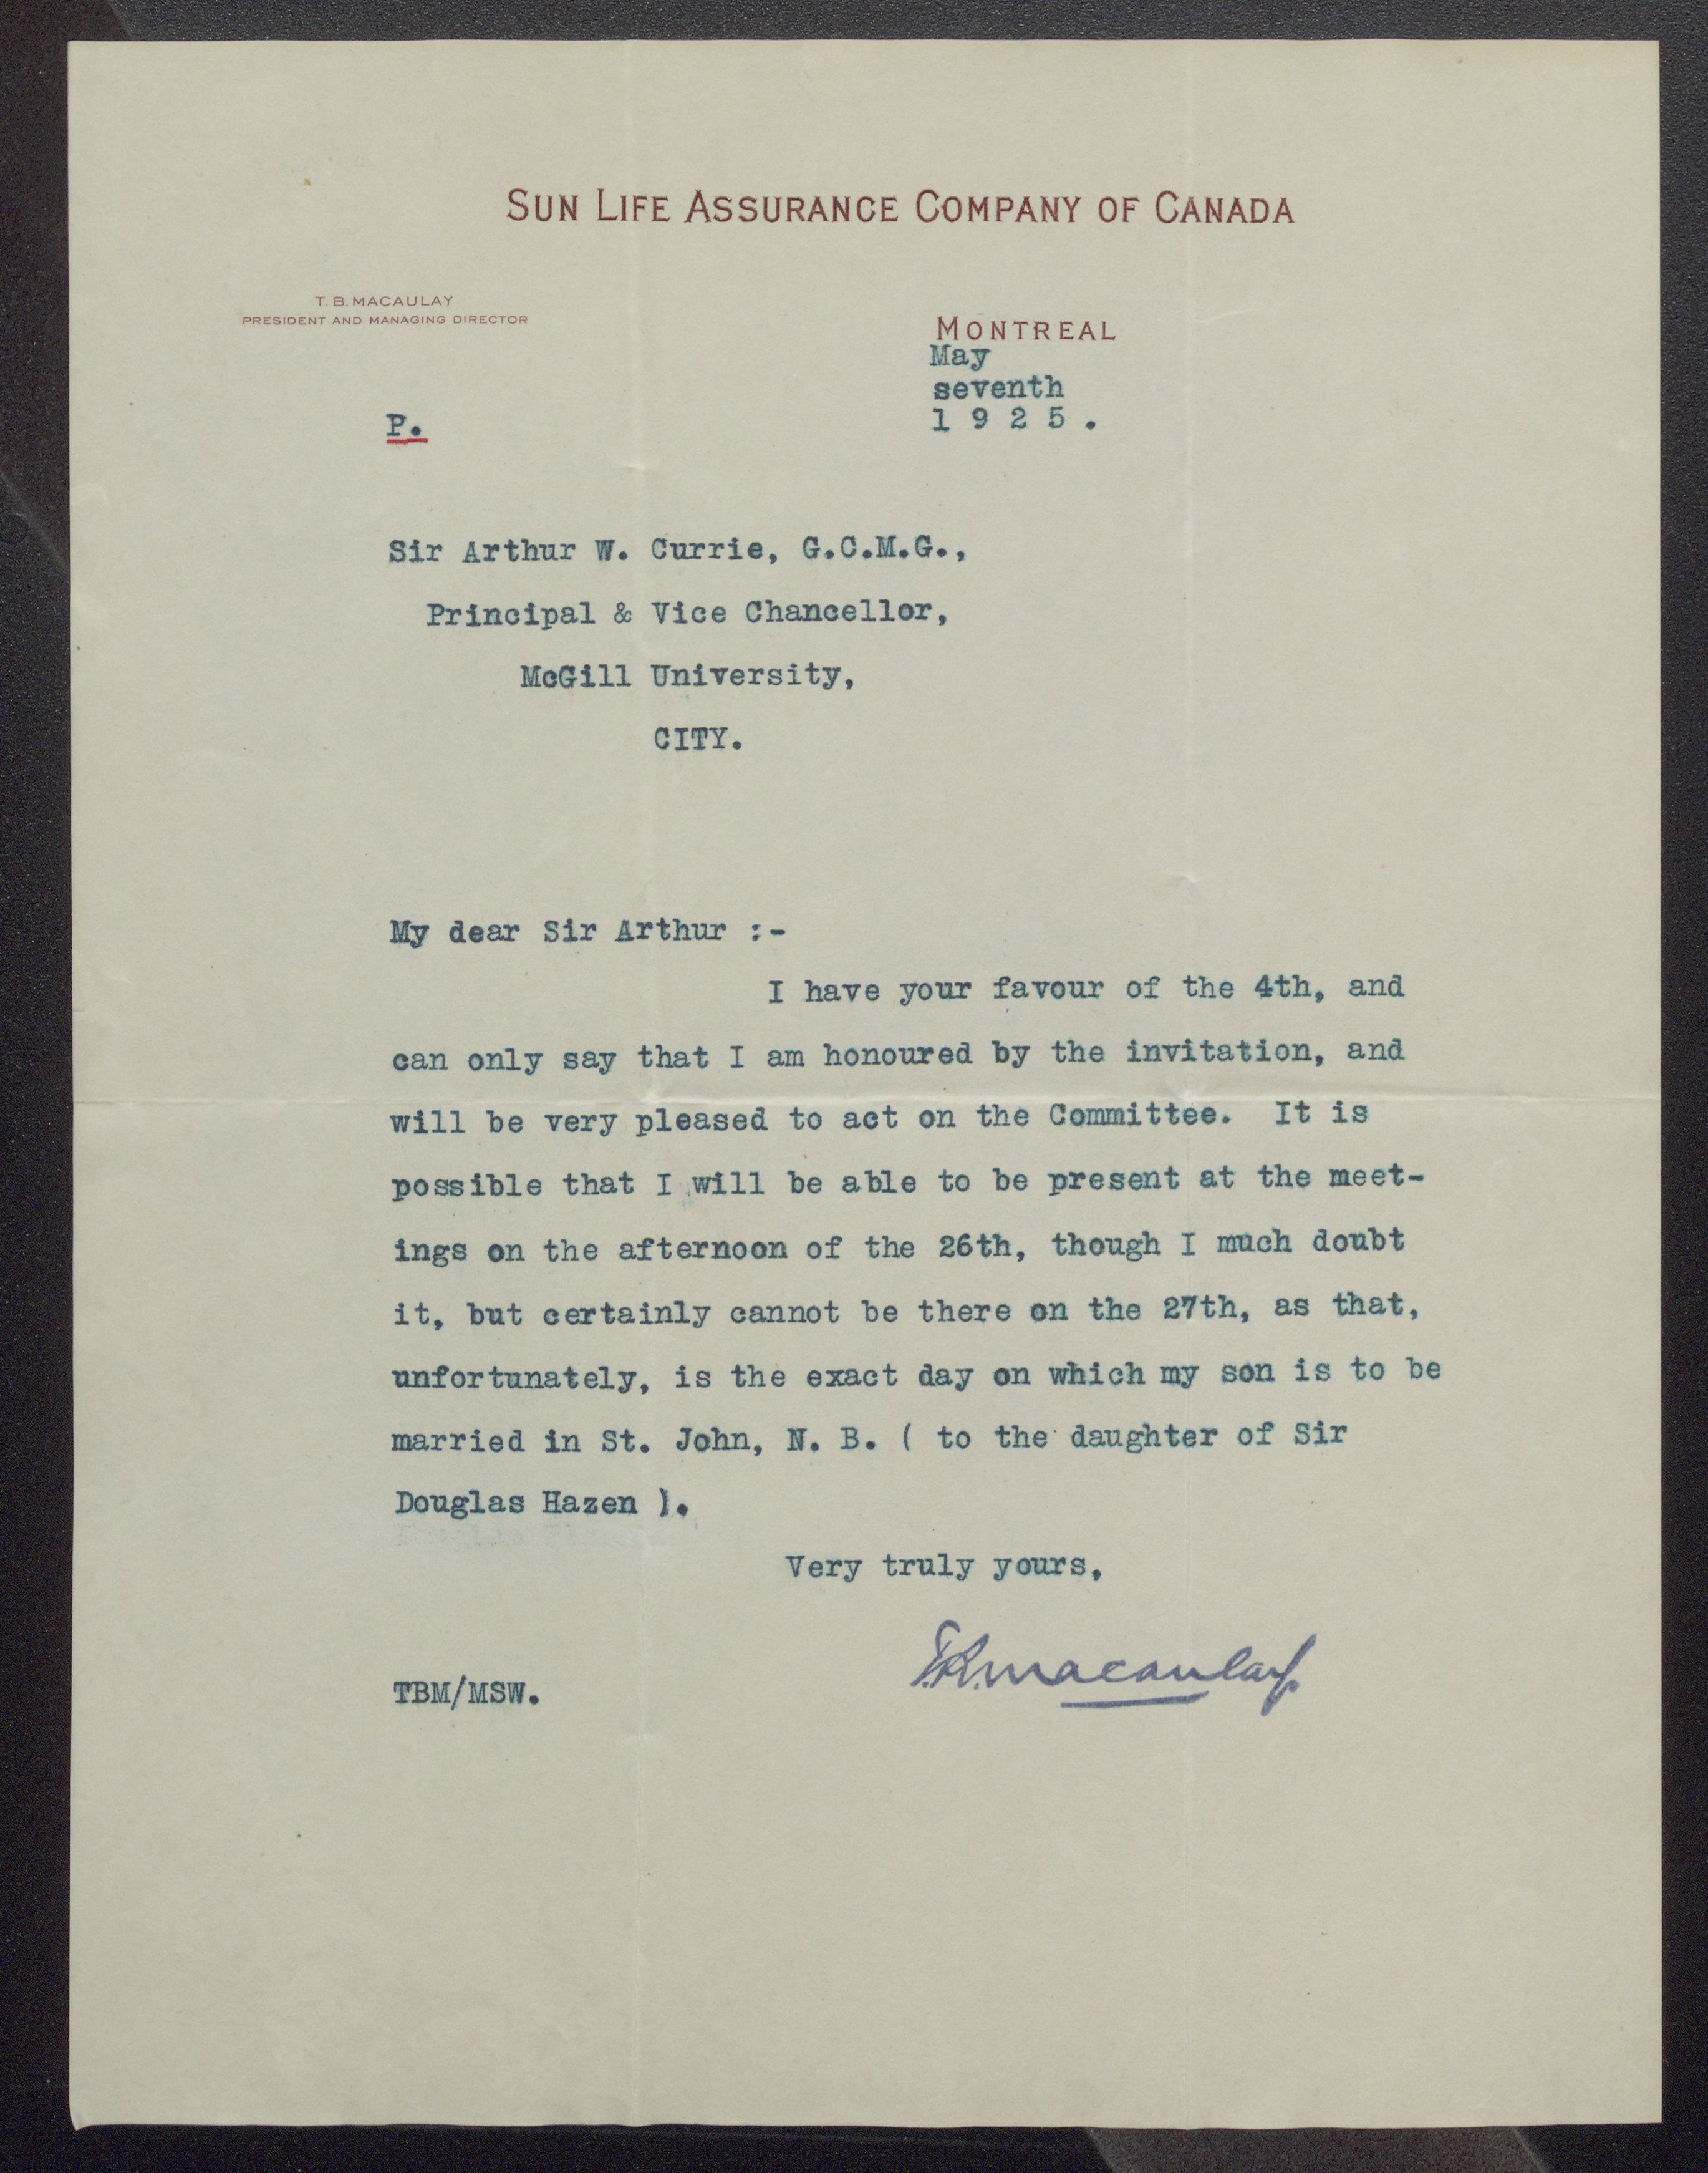 SUN LIFE ASSURANCE COMPANY OF CANADA
T. B. MACAULAY
PRESIDENT AND MANAGING DIRECTOR
MONTREAL
May
seventh
1 9 2 5 .
P.
Sir Arthur W. Currie, G.C.M.G.,
Principal & Vice Chancellor,
McGill University,
CITY.
My dear Sir Arthur :-
I have your favour of the 4th, and
can only say that I am honoured by the invitation, and
will be very pleased to act on the Committee. It is
possible that I will be able to be present at the meet-
ings on the afternoon of the 26th, though I much doubt
it, but certainly cannot be there on the 27th, as that,
unfortunately, is the exact day on which my son is to be
married in St. John, N. B. ( to the daughter of Sir
Douglas Hazen ).
Very truly yours,
T.B. Macaulay.
TBM/MSW.